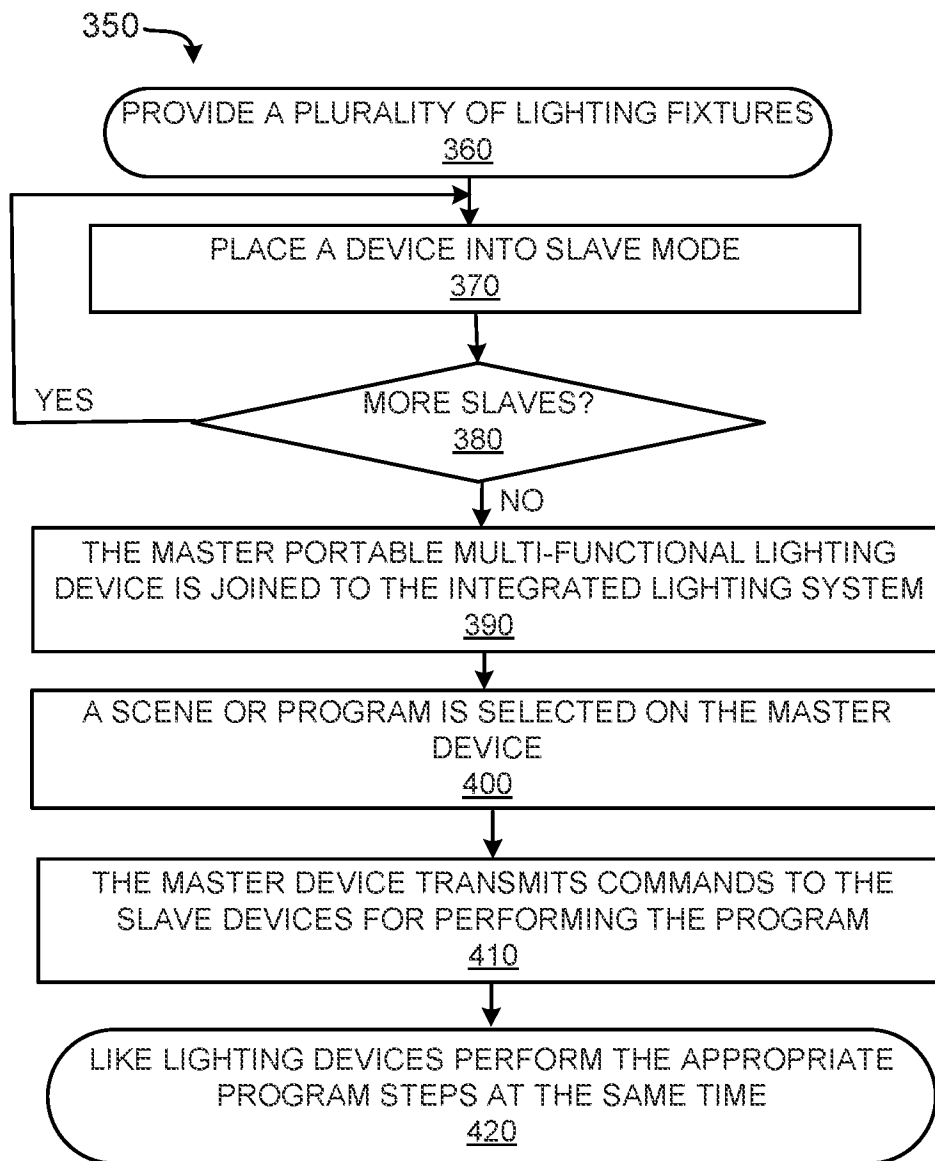 350
PROVIDE A PLURALITY OF LIGHTING FIXTURES
360
PLACE A DEVICE INTO SLAVE MODE
370
YES
MORE SLAVES?
380
NO
THE MASTER PORTABLE MULTI-FUNCTIONAL LIGHTING
DEVICE IS JOINED TO THE INTEGRATED LIGHTING SYSTEM
390
A SCENE OR PROGRAM IS SELECTED ON THE MASTER
DEVICE
400
THE MASTER DEVICE TRANSMITS COMMANDS TO THE
SLAVE DEVICES FOR PERFORMING THE PROGRAM
410
LIKE LIGHTING DEVICES PERFORM THE APPROPRIATE
PROGRAM STEPS AT THE SAME TIME
420